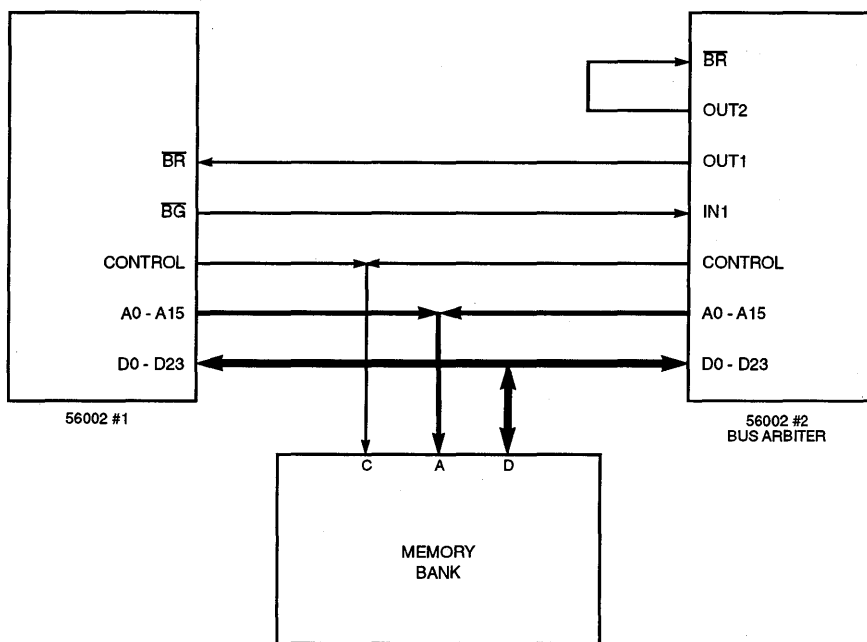 BR
OUT2
BR
OUT1
BG
IN1
CONTROL
CONTROL
A0 - A15
A0 - A15
D0 - D23
D0 - D23
56002 #1
56002 #2
BUS ARBITER
C
A
D
MEMORY
BANK